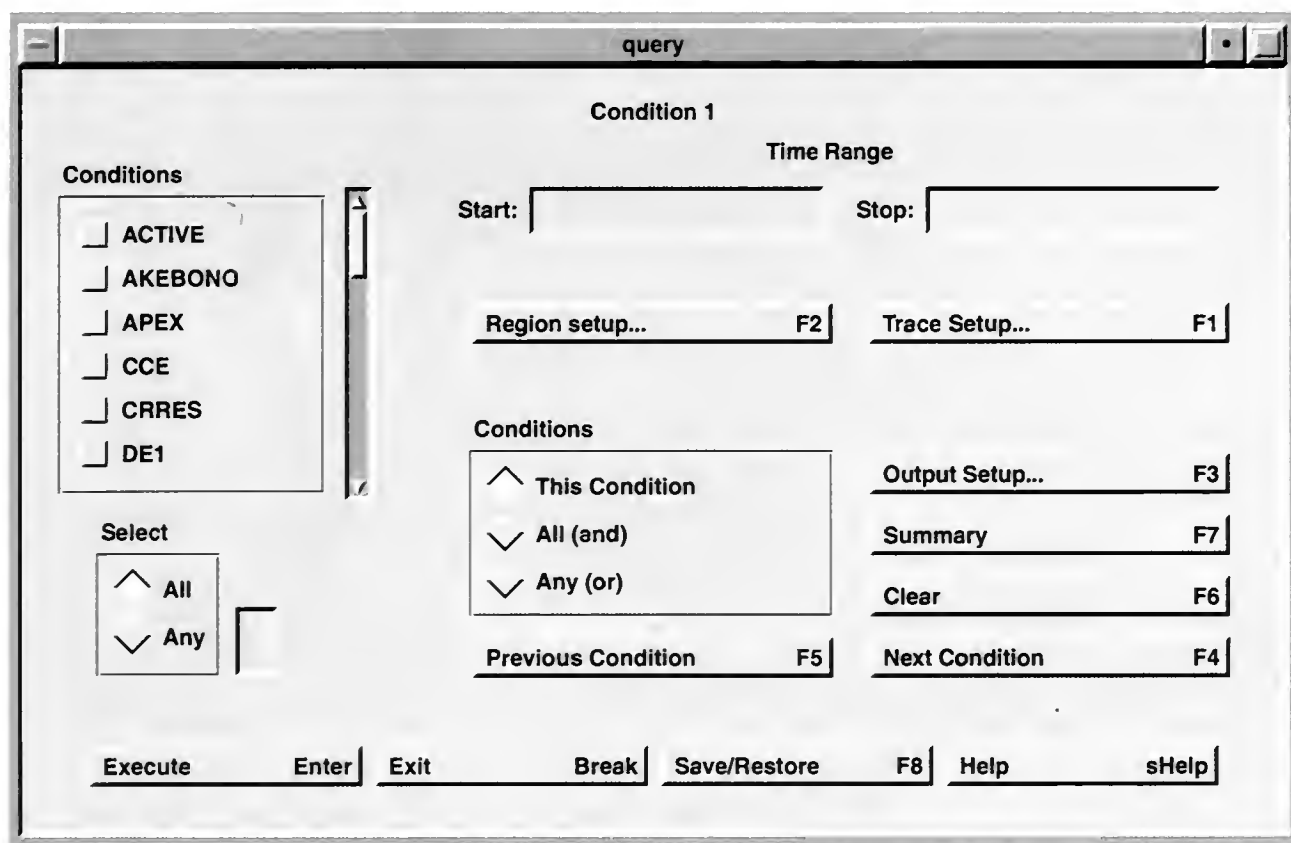 query
Condition 1
Time Range
Conditions
Start:
Stop:
ACTIVE
AKEBONO
APEX
CCE
CRRES
DE1
Region setup... F2
Trace Setup... F1
Conditions
This Condition
All (and)
Any (or)
Output Setup... F3
Summary F7
Clear F6
Select
All
Any
Previous Condition F5
Next Condition F4
Execute Enter
Exit Break
Save/Restore F8
Help sHelp